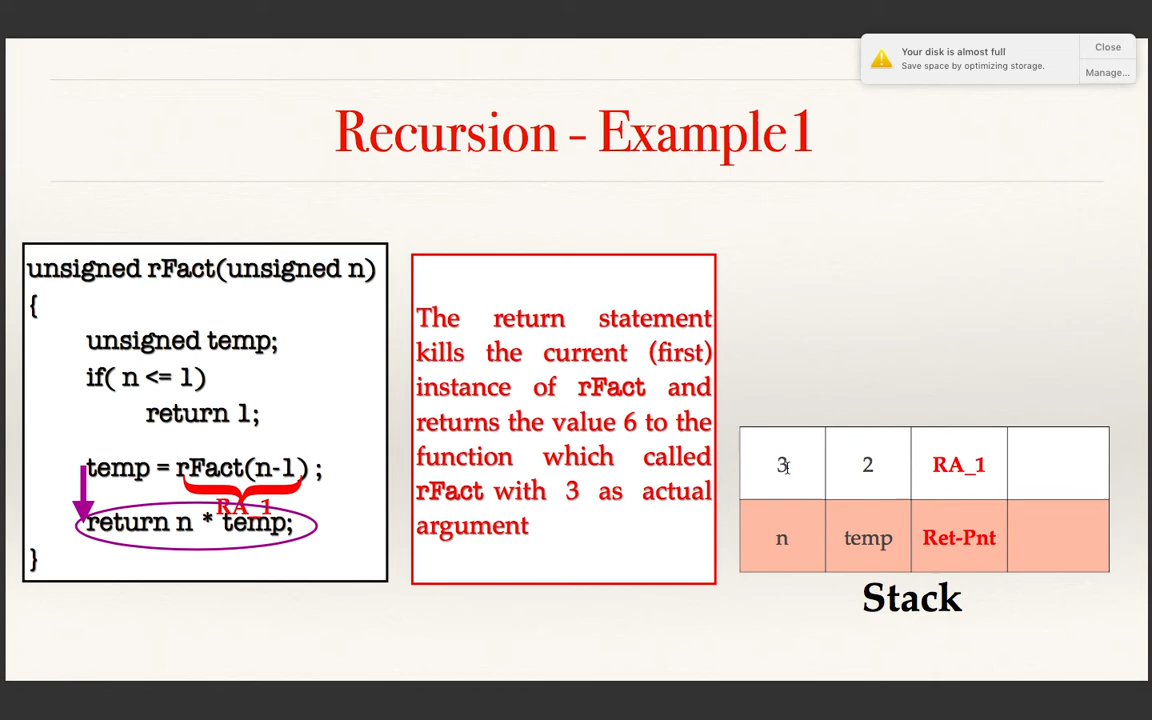 Your disk is almost full
Close
Save space by optimizing storage.
Manage...
Recursion - Example1
unsigned rFact(unsigned n)
{
unsigned temp;
if( n <= 1)
return 1;
temp = rFact(n-1) ;
RA_1
return n * temp;
}
The return statement
kills the current (first)
instance of rFact and
returns the value 6 to the
function which called
rFact with 3 as actual
argument
3 2 RA_1
n temp Ret-Pnt
Stack